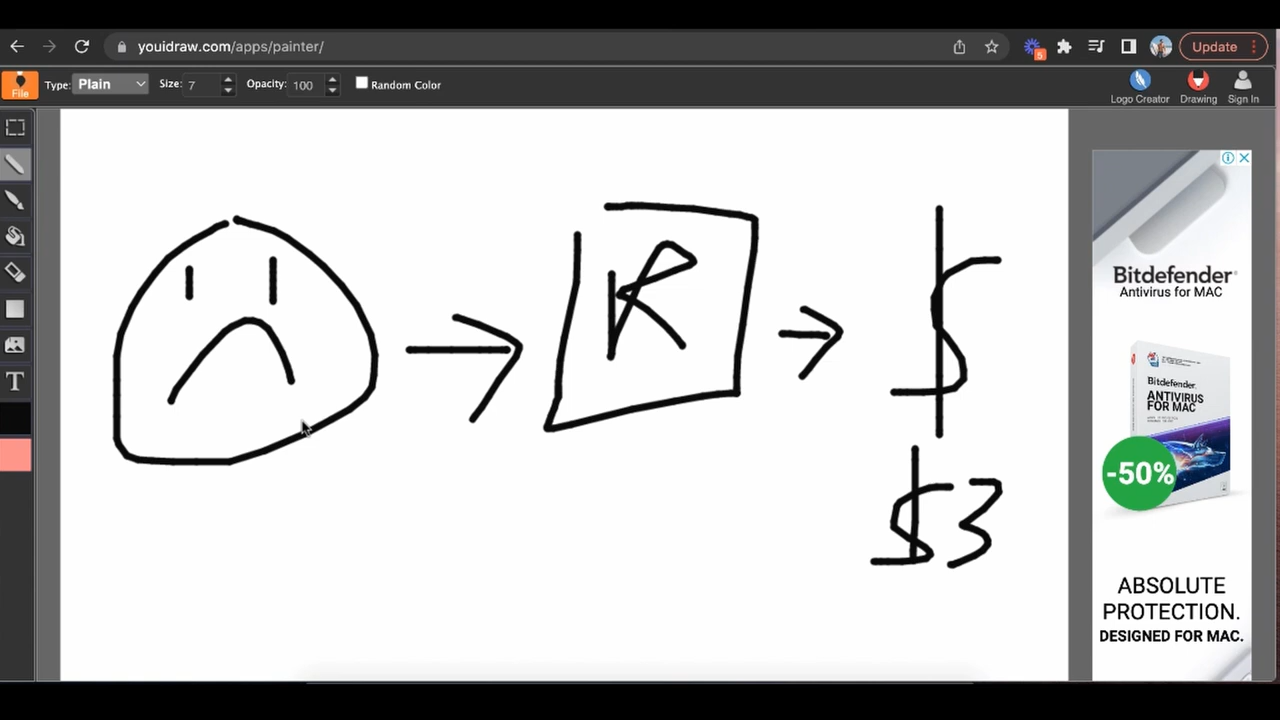 youidraw.com/apps/painter/
5
Update
File
Type: Plain Size: 7 Opacity: 100 Random Color
Logo Creator Drawing Sign In
T
R
$
$3
Bitdefender
Antivirus for MAC
Bitdefender
ANTIVIRUS
FOR MAC
-50%
ABSOLUTE
PROTECTION.
DESIGNED FOR MAC.